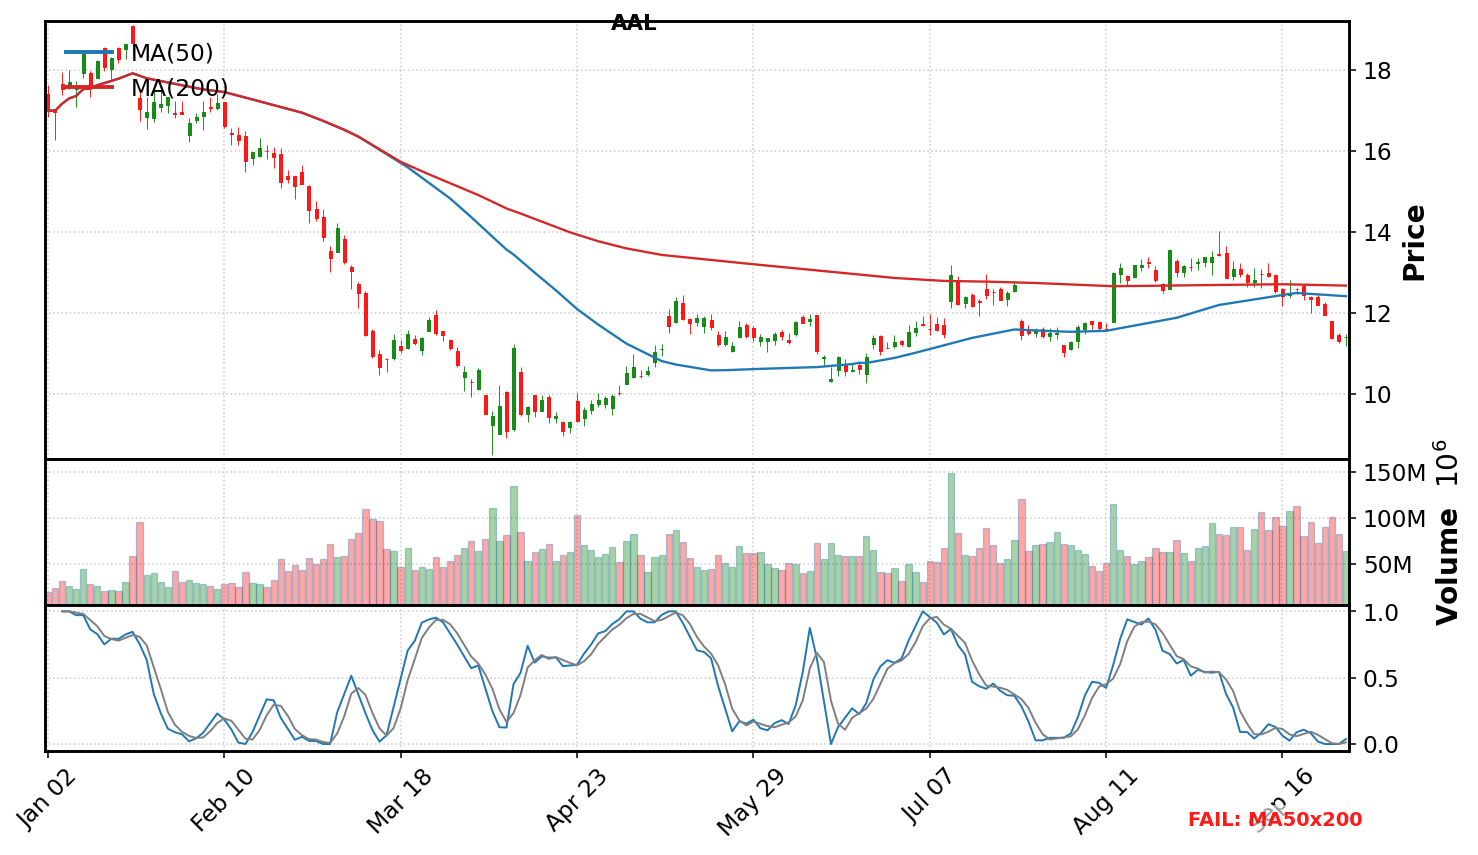 AAL
MA(50)
MA(200)
18
16
14
12
10
Price
150M
100M
50M
Volume 10^6
1.0
0.5
0.0
Jan 02
Feb 10
Mar 18
Apr 23
May 29
Jul 07
Aug 11
Sep 16
FAIL: MA50x200